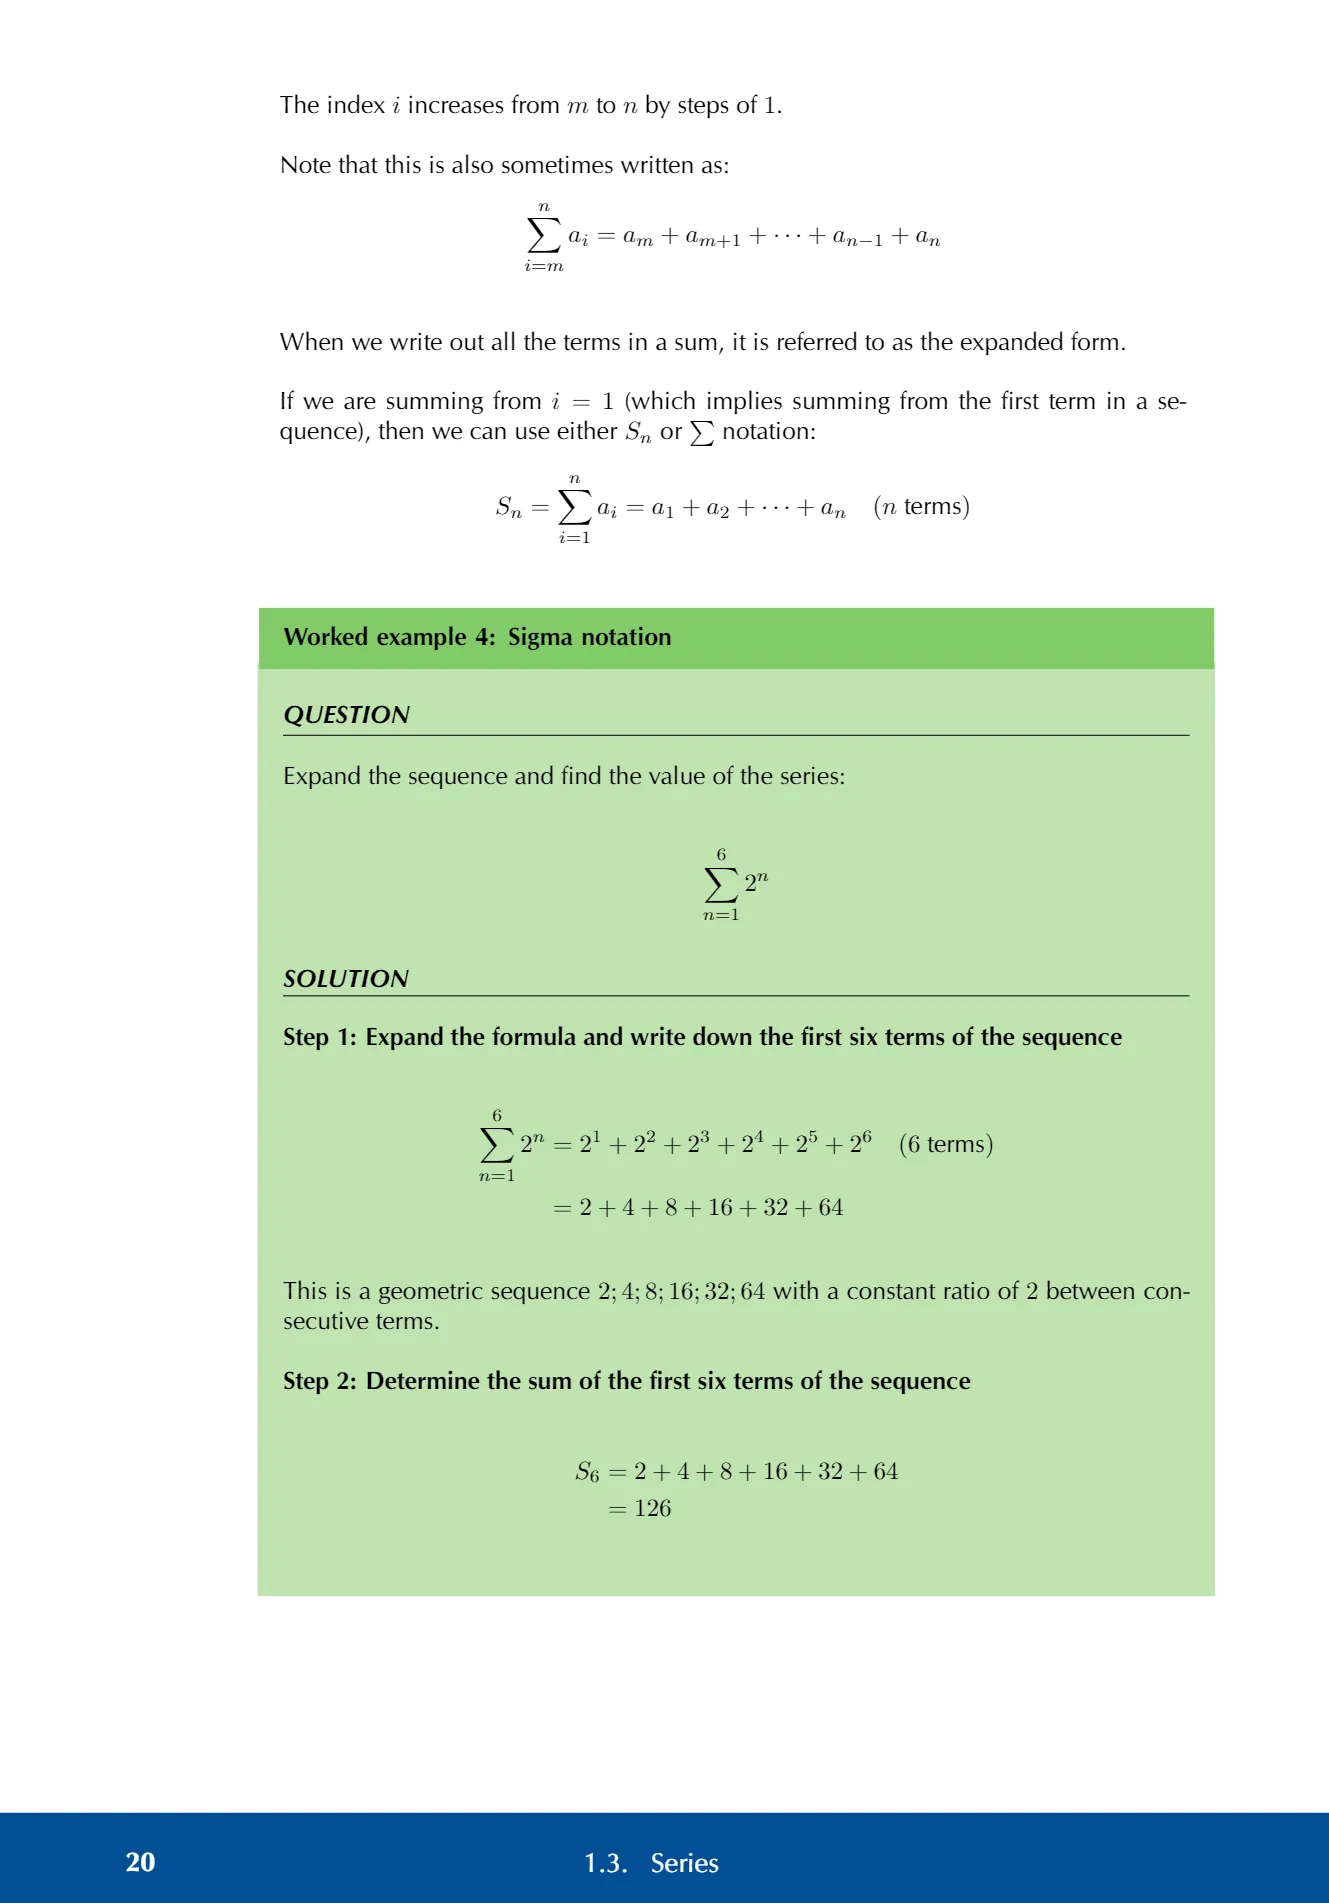 The index i increases from m to n by steps of 1.
Note that this is also sometimes written as:
\sum_{i=m}^{n} a_i = a_m + a_{m+1} + \cdots + a_{n-1} + a_n
When we write out all the terms in a sum, it is referred to as the expanded form.
If we are summing from i = 1 (which implies summing from the first term in a se-
quence), then we can use either S_n or ∑ notation:
S_n = \sum_{i=1}^{n} a_i = a_1 + a_2 + \cdots + a_n (n terms)
Worked example 4: Sigma notation
QUESTION
Expand the sequence and find the value of the series:
\sum_{n=1}^{6} 2^n
SOLUTION
Step 1: Expand the formula and write down the first six terms of the sequence
\sum_{n=1}^{6} 2^n = 2^1 + 2^2 + 2^3 + 2^4 + 2^5 + 2^6 (6 terms)
= 2 + 4 + 8 + 16 + 32 + 64
This is a geometric sequence 2; 4; 8; 16; 32; 64 with a constant ratio of 2 between con-
secutive terms.
Step 2: Determine the sum of the first six terms of the sequence
S_6 = 2 + 4 + 8 + 16 + 32 + 64
= 126
20 1.3. Series